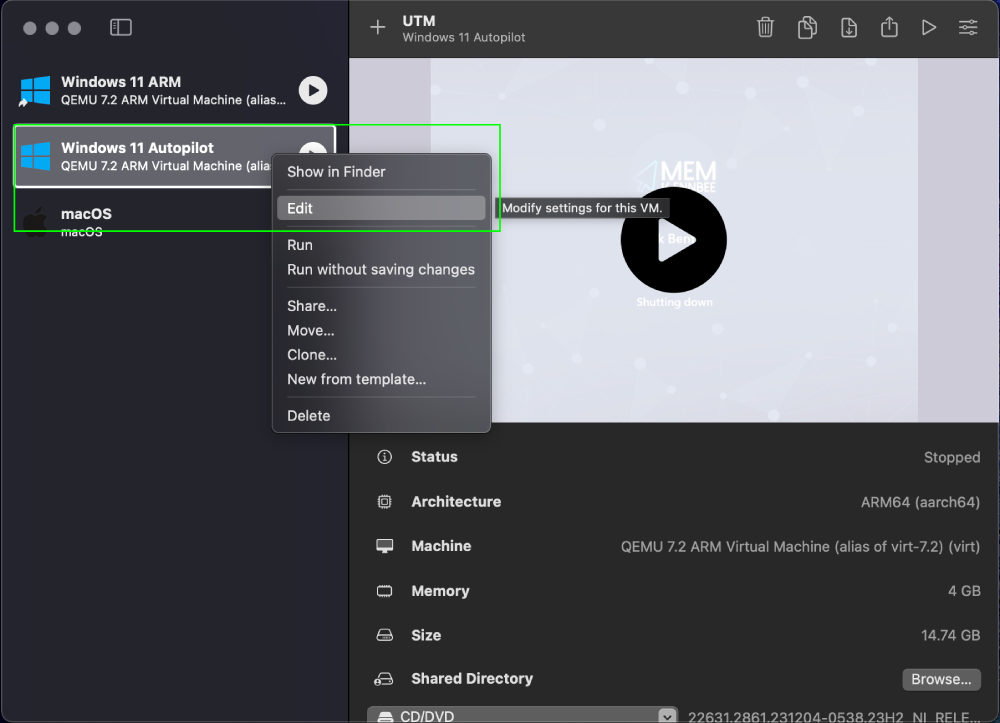 UTM
Windows 11 Autopilot
Windows 11 ARM
QEMU 7.2 ARM Virtual Machine (alias...
Windows 11 Autopilot
QEMU 7.2 ARM Virtual Machine (alia
macOS
macOS
Show in Finder
Edit
Modify settings for this VM.
Run
Run without saving changes
Share...
Move...
Clone...
New from template...
Delete
MEM
Shutting down
Status
Stopped
Architecture
ARM64 (aarch64)
Machine
QEMU 7.2 ARM Virtual Machine (alias of virt-7.2) (virt)
Memory
4 GB
Size
14.74 GB
Shared Directory
Browse...
CD/DVD
22631.2861.231204-0538.23H2_NI_RELE...